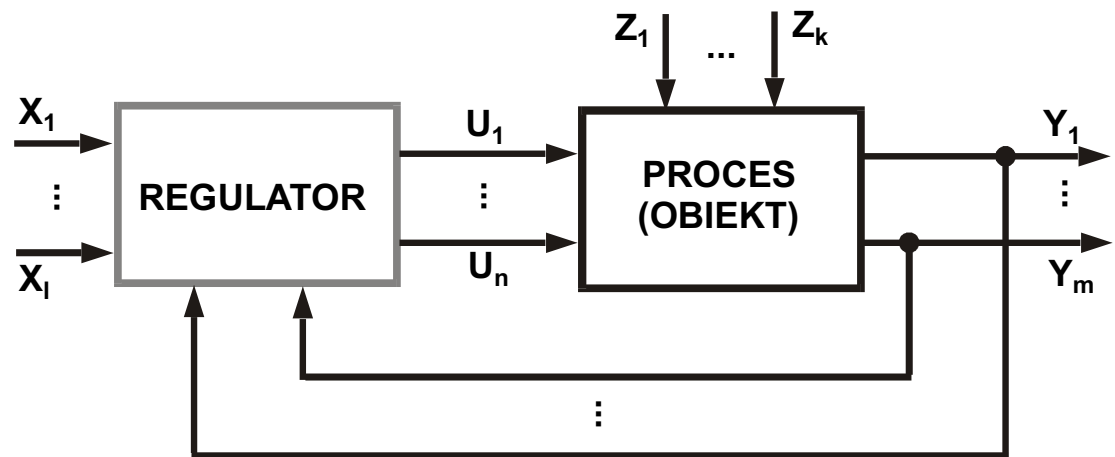 Z₁ ... Zₖ
X₁ U₁ Y₁
... ... ...
REGULATOR
PROCES
(OBIEKT)
Xₗ Uₙ Yₘ
...